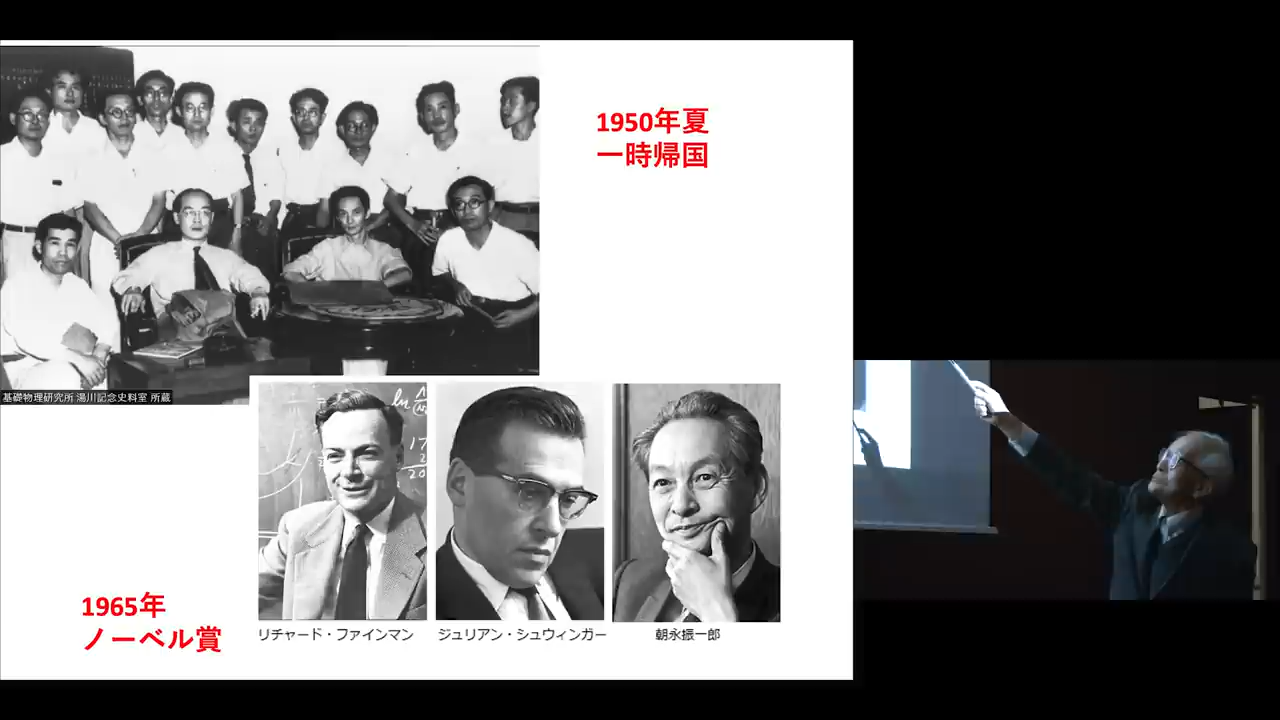 1950年夏
一時帰国
基礎物理研究所 湯川記念史料室 所蔵
リチャード・ファインマン
ジュリアン・シュウィンガー
朝永振一郎
1965年
ノーベル賞